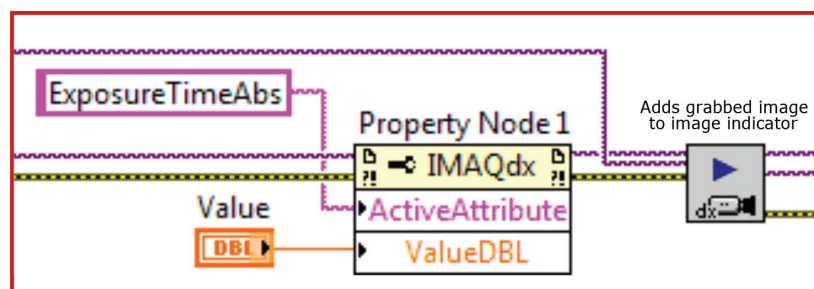 ExposureTimeAbs
Adds grabbed image
to image indicator
Property Node 1
?! IMAQdx ?!
dx
Value
ActiveAttribute
DBL
ValueDBL